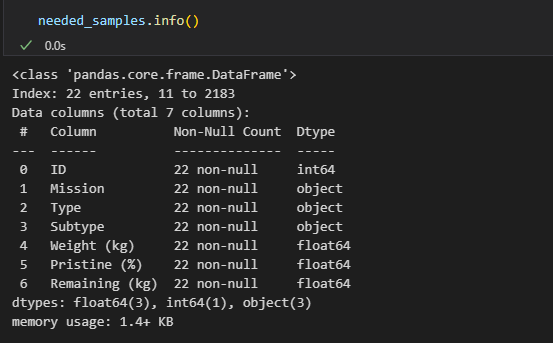 needed_samples.info()
0.0s
<class 'pandas.core.frame.DataFrame'>
Index: 22 entries, 11 to 2183
Data columns (total 7 columns):
 #   Column          Non-Null Count  Dtype
---  ------          --------------  -----
 0   ID              22 non-null     int64
 1   Mission         22 non-null     object
 2   Type            22 non-null     object
 3   Subtype         22 non-null     object
 4   Weight (kg)     22 non-null     float64
 5   Pristine (%)    22 non-null     float64
 6   Remaining (kg)  22 non-null     float64
dtypes: float64(3), int64(1), object(3)
memory usage: 1.4+ KB